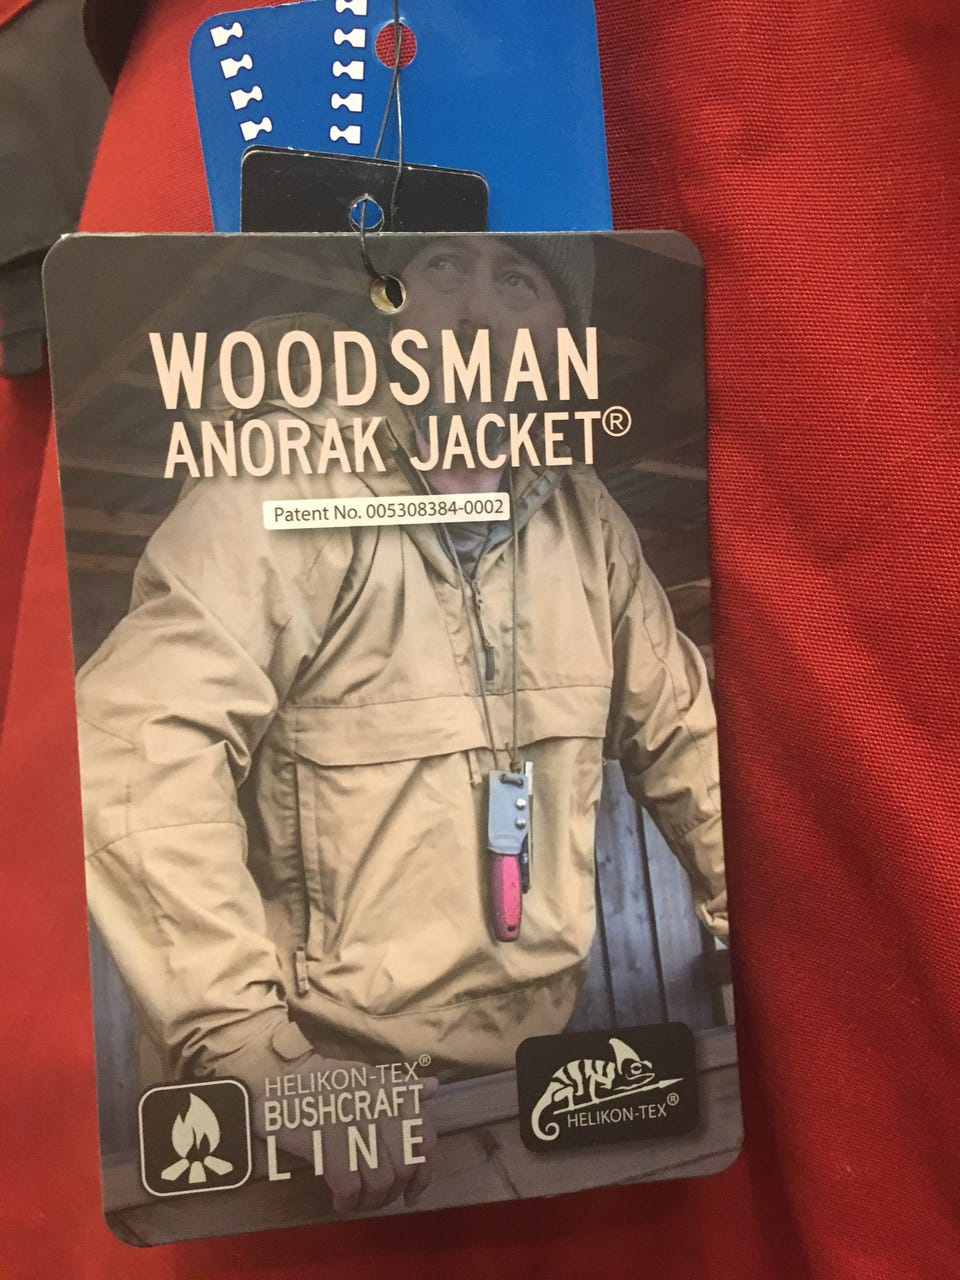 WOODSMAN
ANORAK JACKET®
Patent No. 005308384-0002
HELIKON-TEX®
BUSHCRAFT
LINE
HELIKON-TEX®